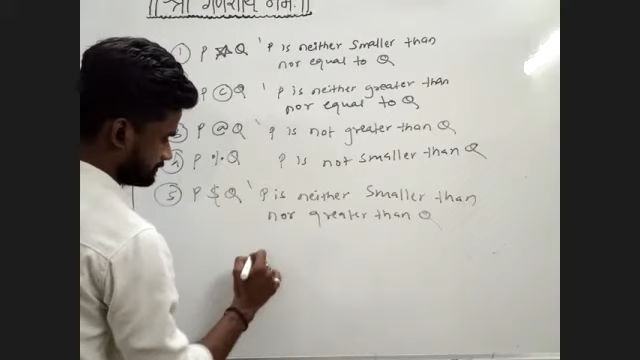 || श्री गणेशाय नमः ||
① P ☆ Q ' P is neither smaller than
nor equal to Q
P © Q ' P is neither greater than
nor equal to Q
P @ Q ' P is not greater than Q
4 P % Q P is not smaller than Q
⑤ P $ Q ' P is neither Smaller than
nor greater than Q